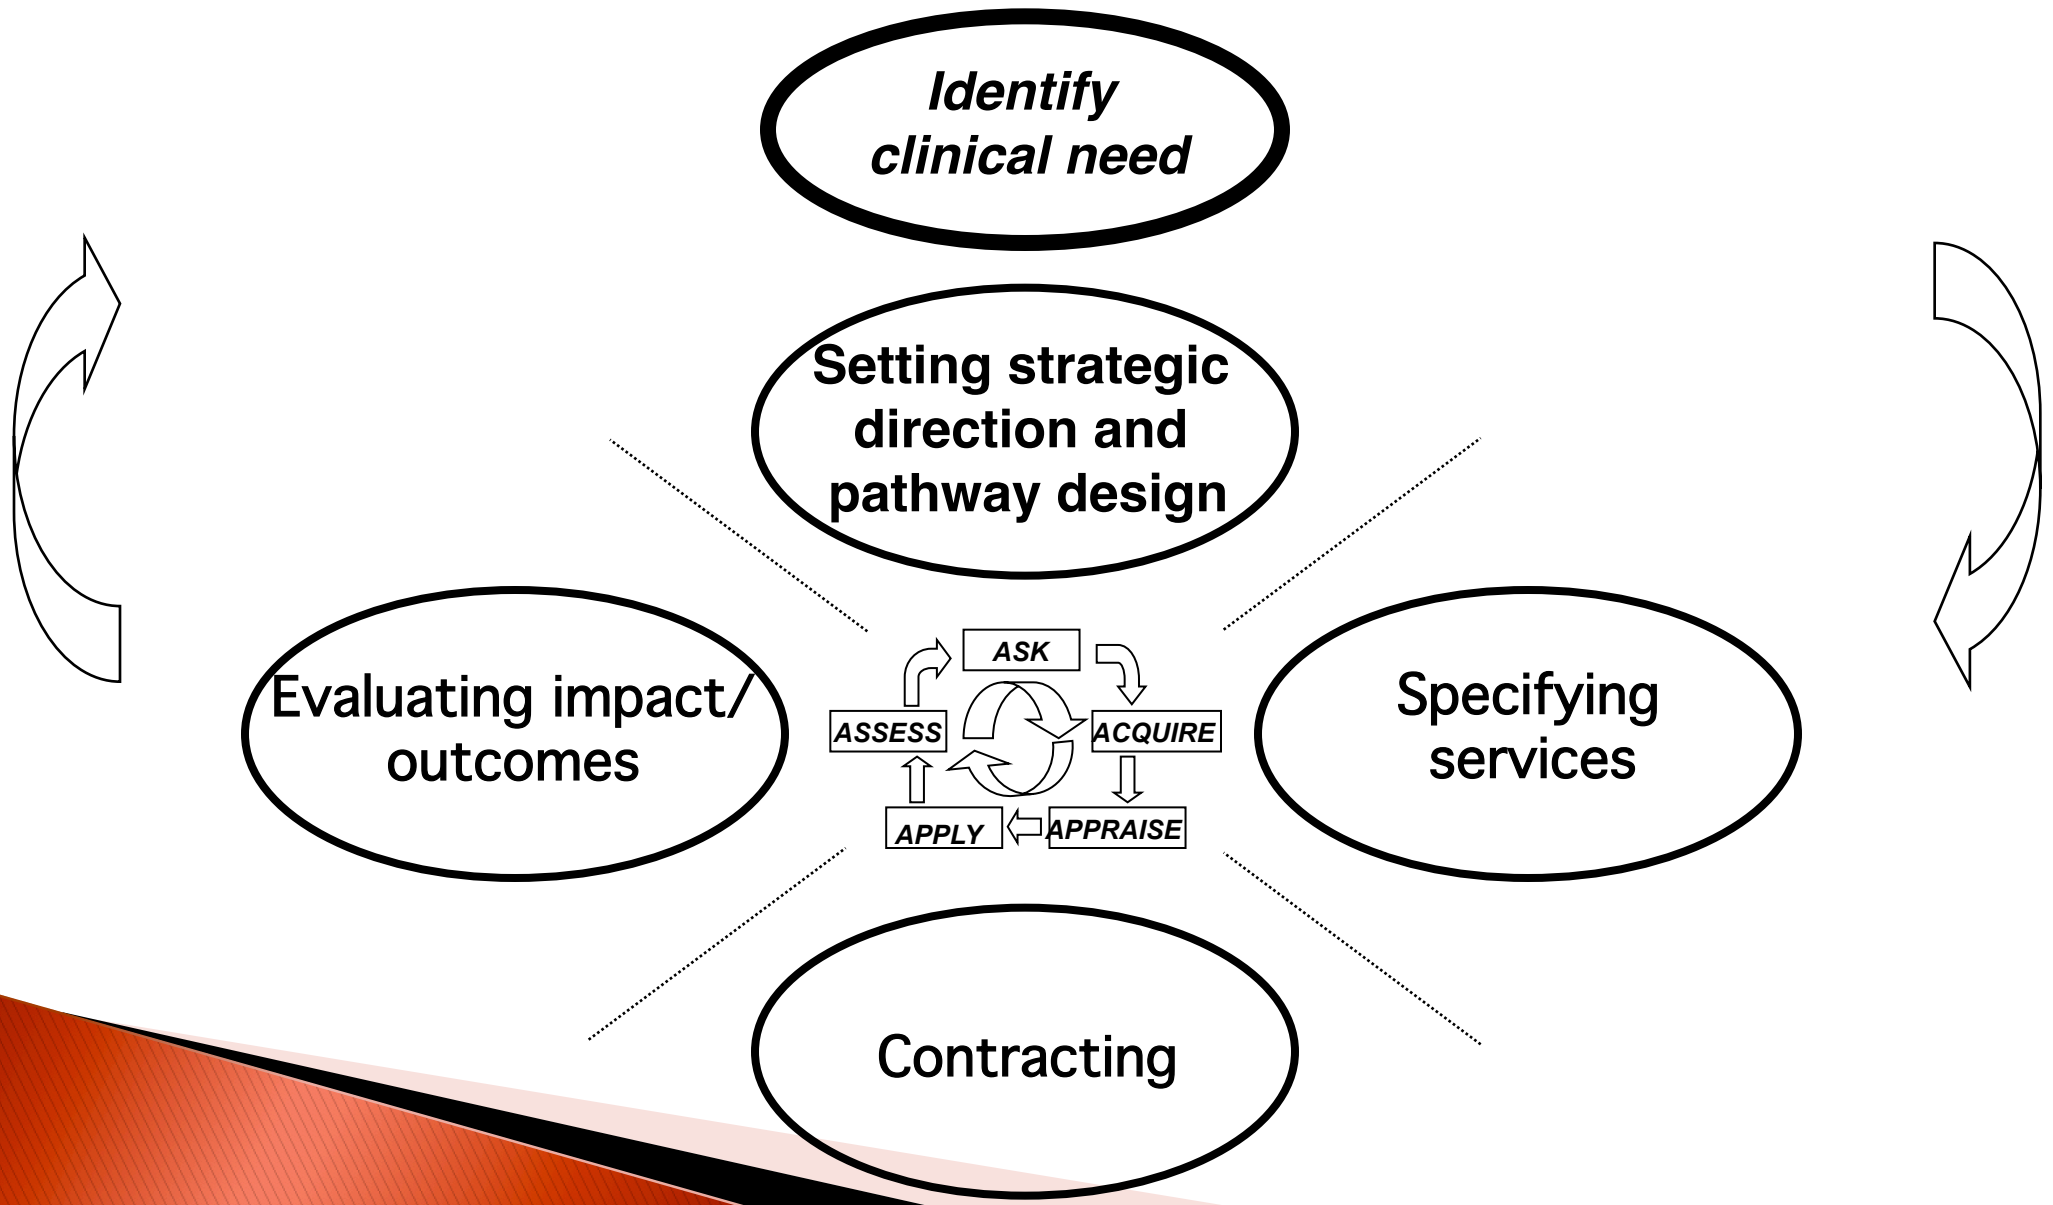 Identify
clinical need
Setting strategic
direction and
pathway design
Evaluating impact/
outcomes
ASK
ASSESS
ACQUIRE
APPLY
APPRAISE
Specifying
services
Contracting